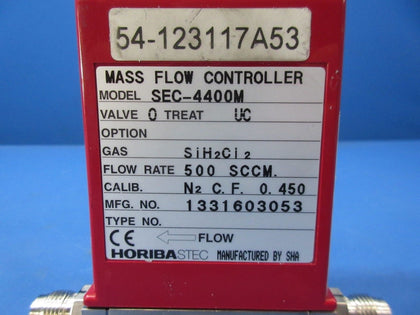 54-123117A53
MASS FLOW CONTROLLER
MODEL SEC-4400M
VALVE O TREAT UC
OPTION
GAS SiH₂Cl₂
FLOW RATE 500 SCCM.
CALIB. N₂ C.F. 0.450
MFG. NO. 1331603053
TYPE NO.
CE ⇐ FLOW
HORIBASTEC MANUFACTURED BY SHA